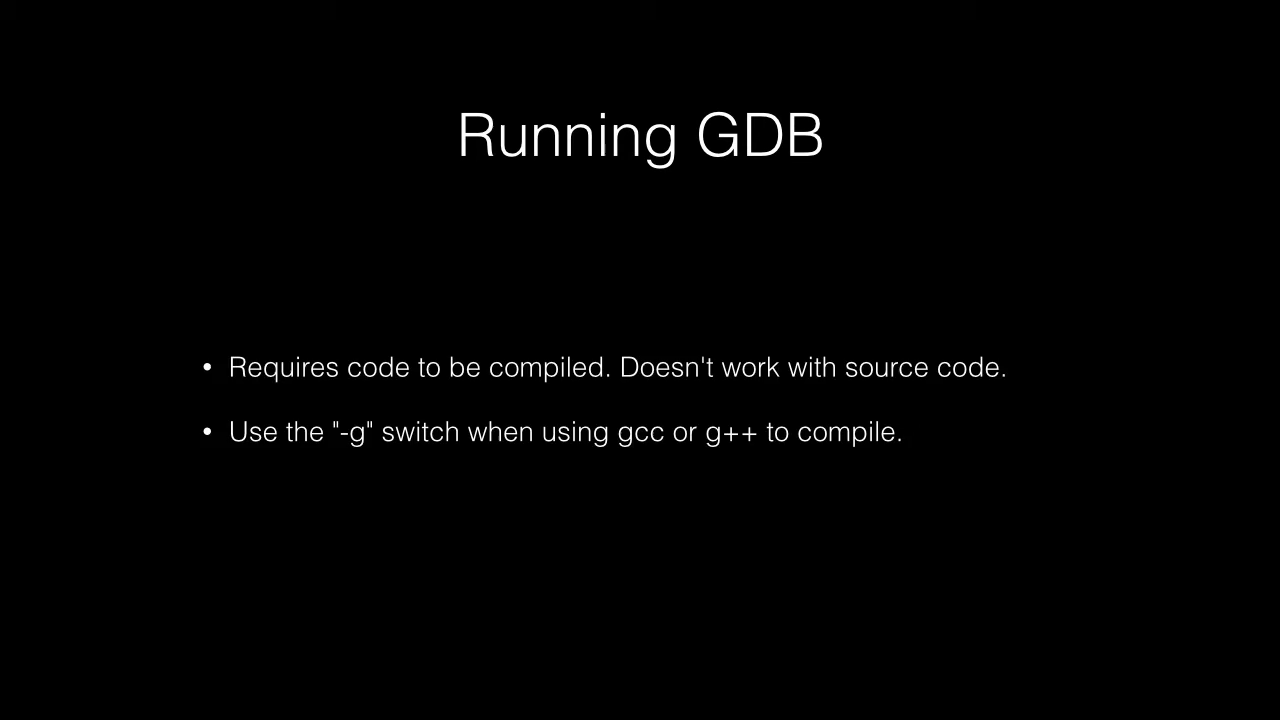 Running GDB
• Requires code to be compiled. Doesn't work with source code.
• Use the "-g" switch when using gcc or g++ to compile.